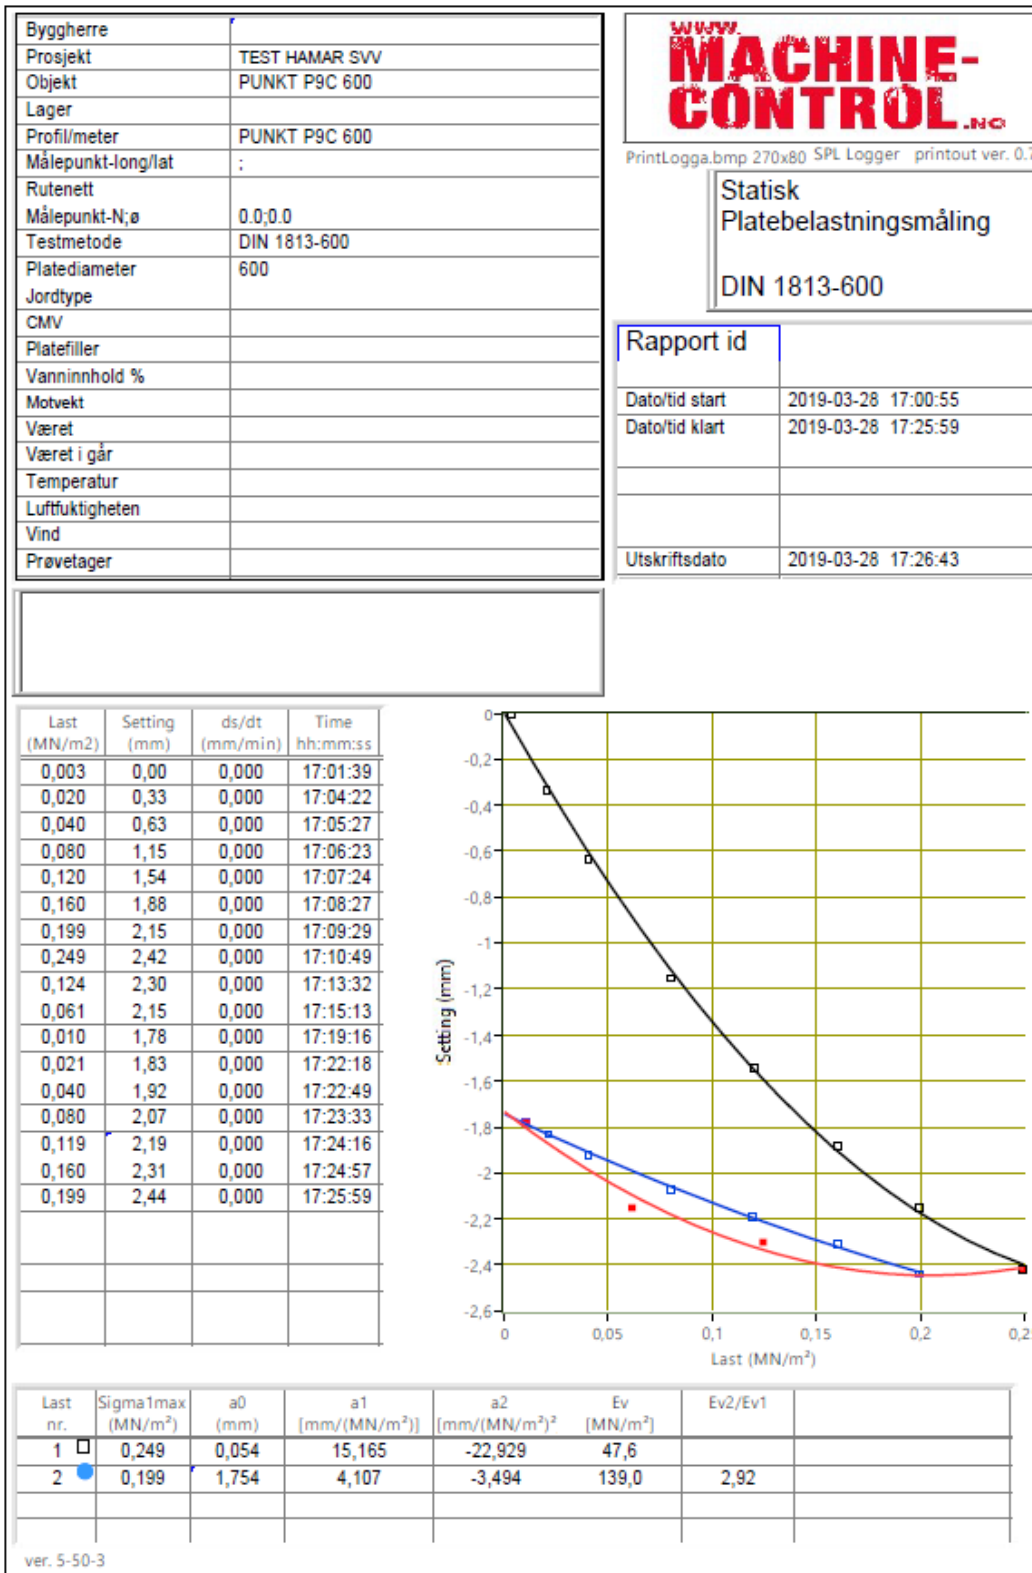 Byggherre
Prosjekt TEST HAMAR SVV
Objekt PUNKT P9C 600
Lager
Profil/meter PUNKT P9C 600
Målepunkt-long/lat ;
Rutenett
Målepunkt-N;ø 0.0;0.0
Testmetode DIN 1813-600
Platediameter 600
Jordtype
CMV
Platefiller
Vanninnhold %
Motvekt
Været
Været i går
Temperatur
Luftfuktigheten
Vind
Prøvetager
WWW.
MACHINE-
CONTROL.NO
PrintLogga.bmp 270x80 SPL Logger printout ver. 0.7
Statisk
Platebelastningsmåling
DIN 1813-600
Rapport id
Dato/tid start 2019-03-28 17:00:55
Dato/tid klart 2019-03-28 17:25:59
Utskriftsdato 2019-03-28 17:26:43
Last Setting ds/dt Time
(MN/m2) (mm) (mm/min) hh:mm:ss
0,003 0,00 0,000 17:01:39
0,020 0,33 0,000 17:04:22
0,040 0,63 0,000 17:05:27
0,080 1,15 0,000 17:06:23
0,120 1,54 0,000 17:07:24
0,160 1,88 0,000 17:08:27
0,199 2,15 0,000 17:09:29
0,249 2,42 0,000 17:10:49
0,124 2,30 0,000 17:13:32
0,061 2,15 0,000 17:15:13
0,010 1,78 0,000 17:19:16
0,021 1,83 0,000 17:22:18
0,040 1,92 0,000 17:22:49
0,080 2,07 0,000 17:23:33
0,119 2,19 0,000 17:24:16
0,160 2,31 0,000 17:24:57
0,199 2,44 0,000 17:25:59
0
-0,2
-0,4
-0,6
-0,8
-1
-1,2
-1,4
-1,6
-1,8
-2
-2,2
-2,4
-2,6
Setting (mm)
0 0,05 0,1 0,15 0,2 0,2
Last (MN/m²)
Last Sigma1max a0 a1 a2 Ev Ev2/Ev1
nr. (MN/m²) (mm) [mm/(MN/m²)] [mm/(MN/m²)² [MN/m²]
1 0,249 0,054 15,165 -22,929 47,6
2 0,199 1,754 4,107 -3,494 139,0 2,92
ver. 5-50-3